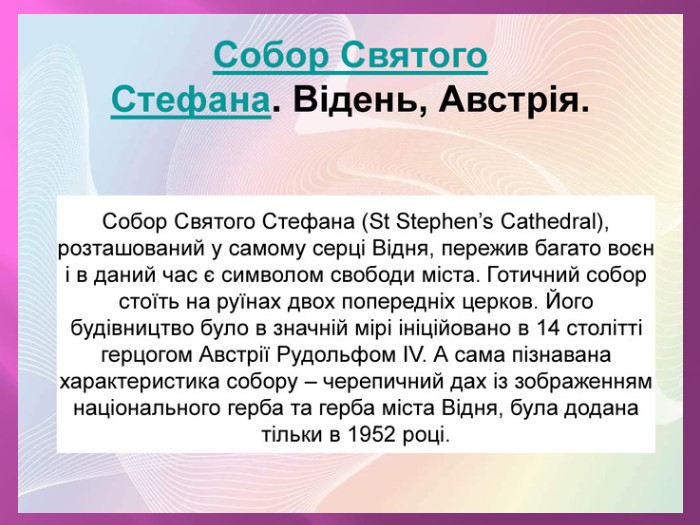 Собор Святого
Стефана. Відень, Австрія.
Собор Святого Стефана (St Stephen’s Cathedral),
розташований у самому серці Відня, пережив багато воєн
і в даний час є символом свободи міста. Готичний собор
стоїть на руїнах двох попередніх церков. Його
будівництво було в значній мірі ініційовано в 14 столітті
герцогом Австрії Рудольфом IV. А сама пізнавана
характеристика собору – черепичний дах із зображенням
національного герба та герба міста Відня, була додана
тільки в 1952 році.